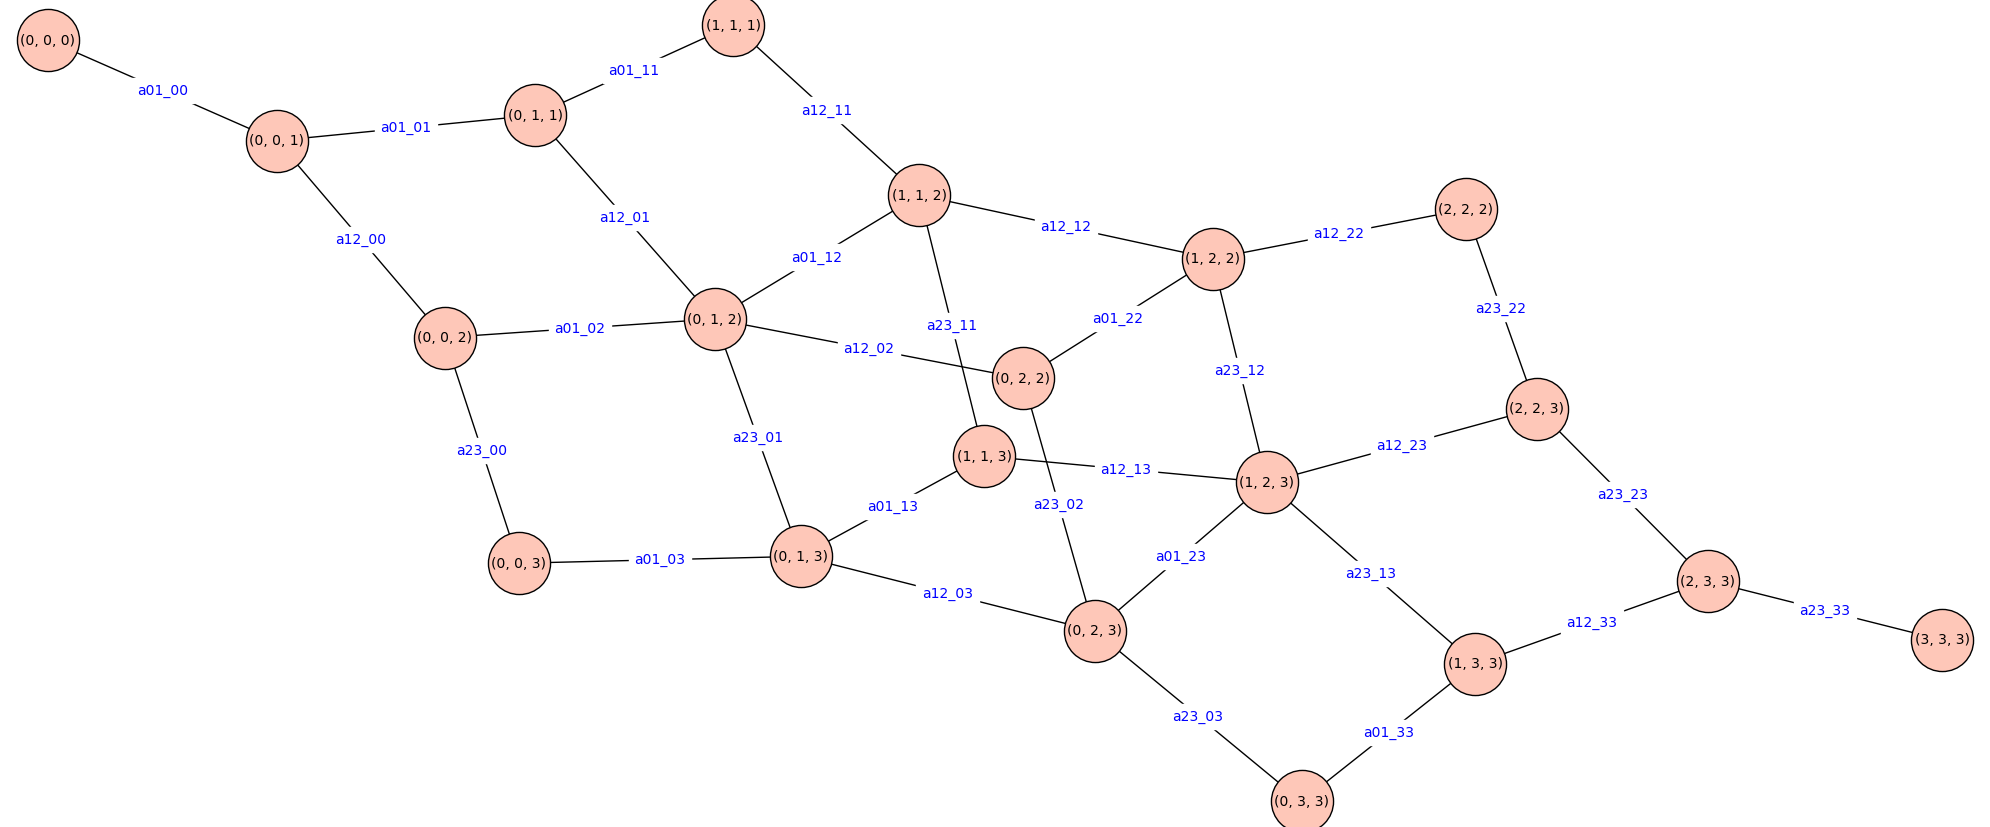 (1, 1, 1)
(0, 0, 0)
a01_11
a01_00
a12_11
(0, 1, 1)
a01_01
(0, 0, 1)
(1, 1, 2)
(2, 2, 2)
a12_01
a12_12
a12_22
a12_00
a01_12
(1, 2, 2)
a23_22
(0, 1, 2)
a01_22
a23_11
a01_02
(0, 0, 2)
a12_02
a23_12
(0, 2, 2)
(2, 2, 3)
a23_01
a12_23
a23_00
(1, 1, 3)
a12_13
(1, 2, 3)
a23_23
a23_02
a01_13
(0, 1, 3)
a01_23
a01_03
(0, 0, 3)
a23_13
(2, 3, 3)
a12_03
a23_33
a12_33
(0, 2, 3)
(3, 3, 3)
(1, 3, 3)
a23_03
a01_33
(0, 3, 3)